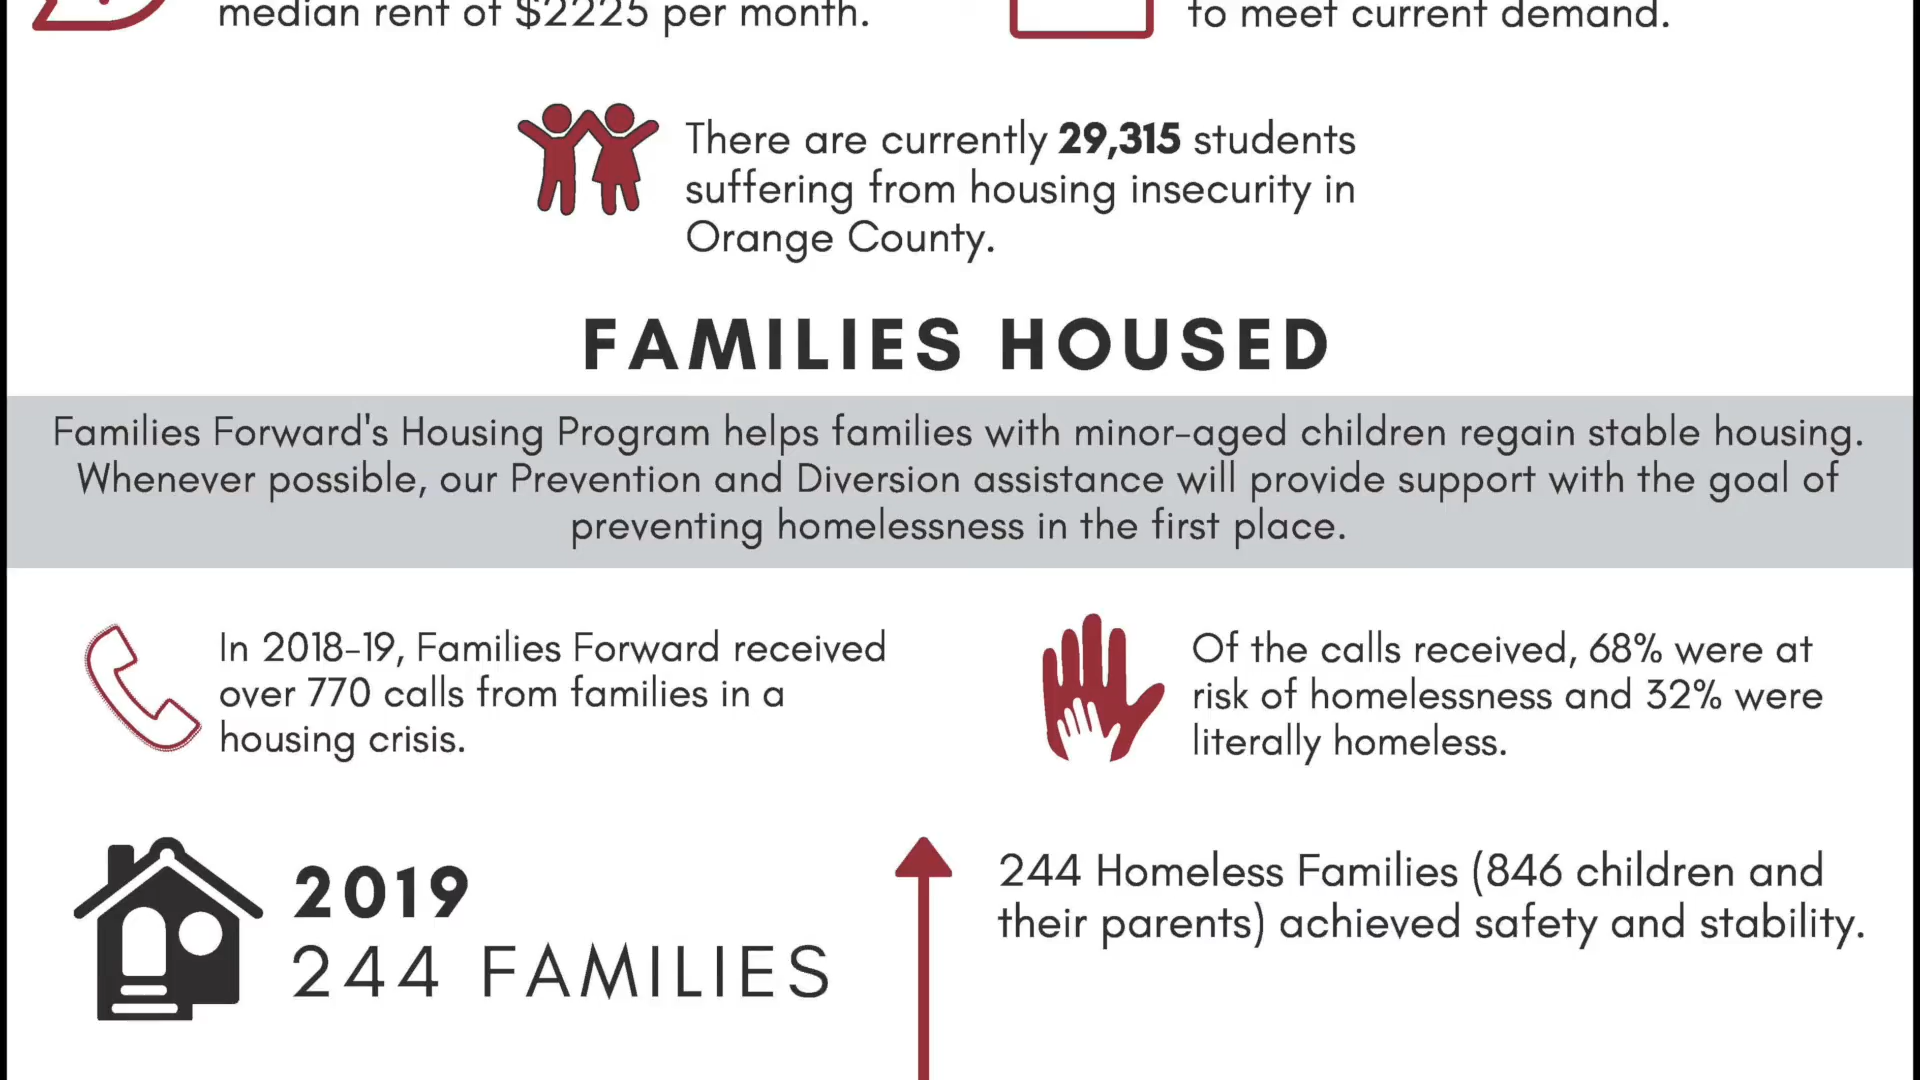 median rent of $2225 per month.
to meet current demand.
There are currently 29,315 students
suffering from housing insecurity in
Orange County.
FAMILIES HOUSED
Families Forward's Housing Program helps families with minor-aged children regain stable housing.
Whenever possible, our Prevention and Diversion assistance will provide support with the goal of
preventing homelessness in the first place.
In 2018-19, Families Forward received
over 770 calls from families in a
housing crisis.
Of the calls received, 68% were at
risk of homelessness and 32% were
literally homeless.
2019
244 FAMILIES
244 Homeless Families (846 children and
their parents) achieved safety and stability.